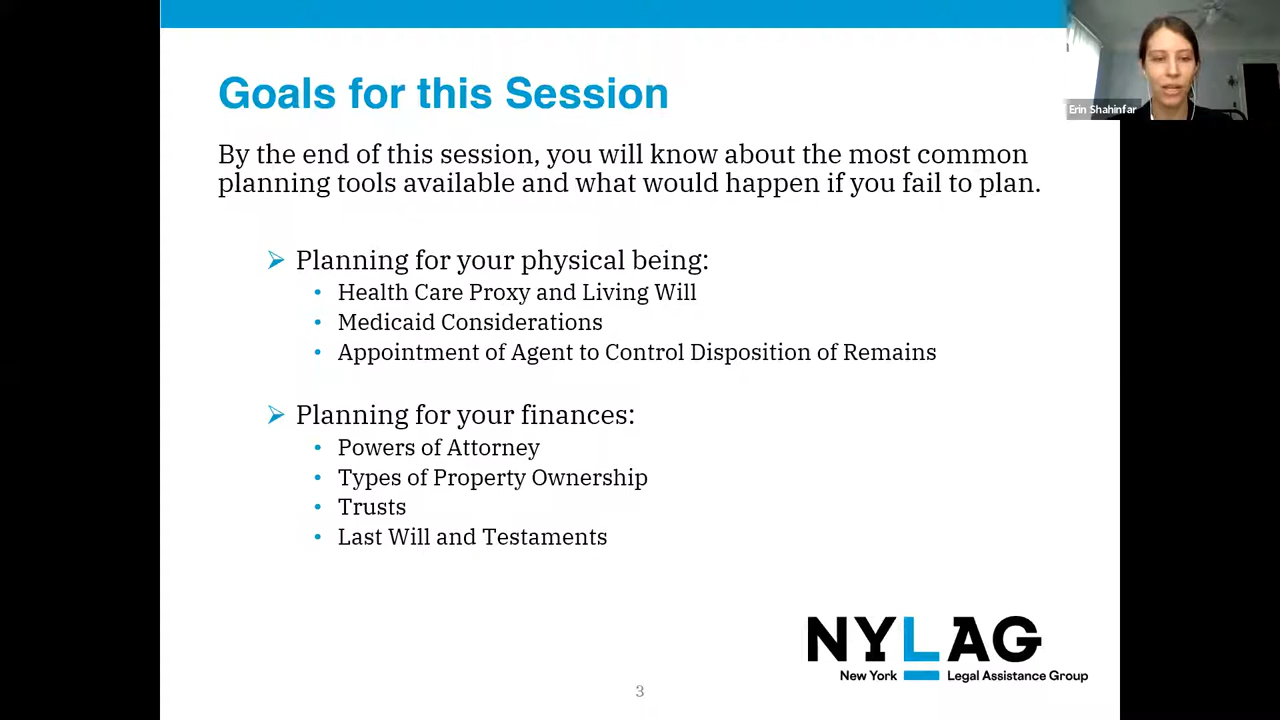 Goals for this Session
Erin Shahinfar
By the end of this session, you will know about the most common
planning tools available and what would happen if you fail to plan.
➢ Planning for your physical being:
• Health Care Proxy and Living Will
• Medicaid Considerations
• Appointment of Agent to Control Disposition of Remains
➢ Planning for your finances:
• Powers of Attorney
• Types of Property Ownership
• Trusts
• Last Will and Testaments
NYLAG
New York Legal Assistance Group
3